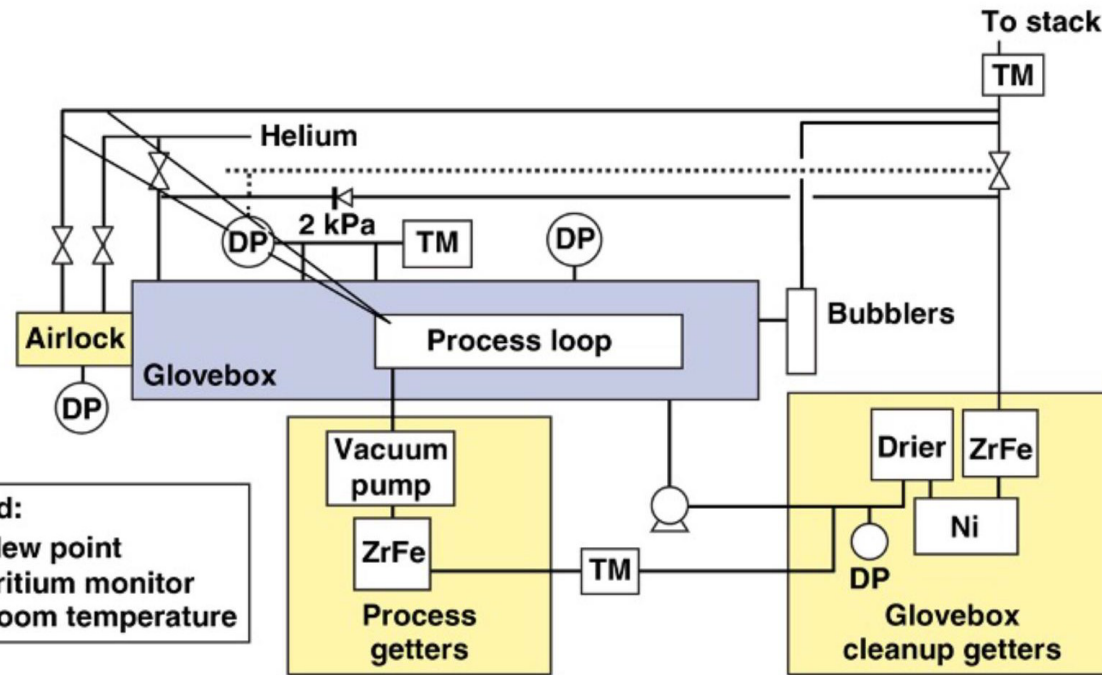 To stack
TM
Helium
2 kPa
DP
TM
DP
Airlock
Process loop
Bubblers
Glovebox
DP
Vacuum
pump
Drier
ZrFe
ZrFe
Ni
TM
DP
Process
getters
Glovebox
cleanup getters
d:
ew point
ritium monitor
oom temperature